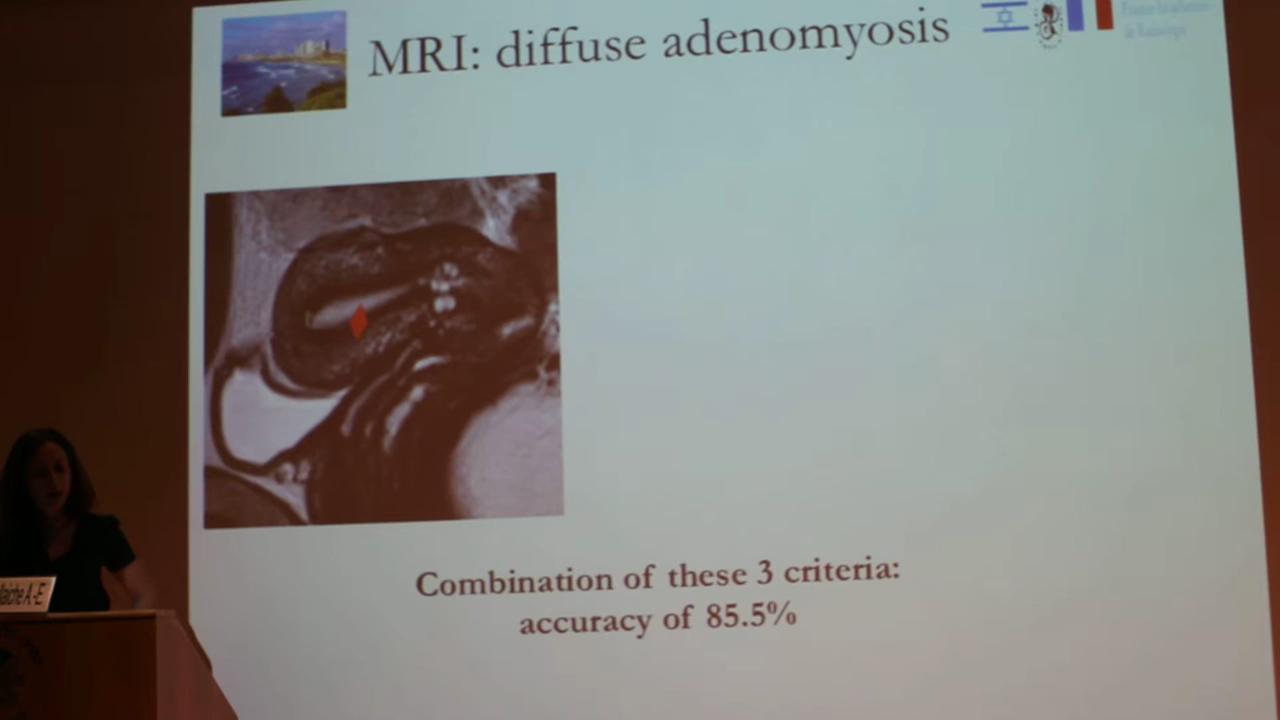 MRI: diffuse adenomyosis
Combination of these 3 criteria:
accuracy of 85.5%
A-E